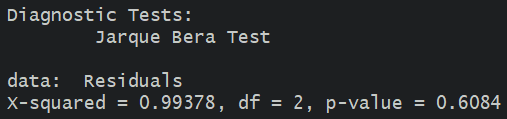 Diagnostic Tests:
Jarque Bera Test
data:  Residuals
X-squared = 0.99378, df = 2, p-value = 0.6084